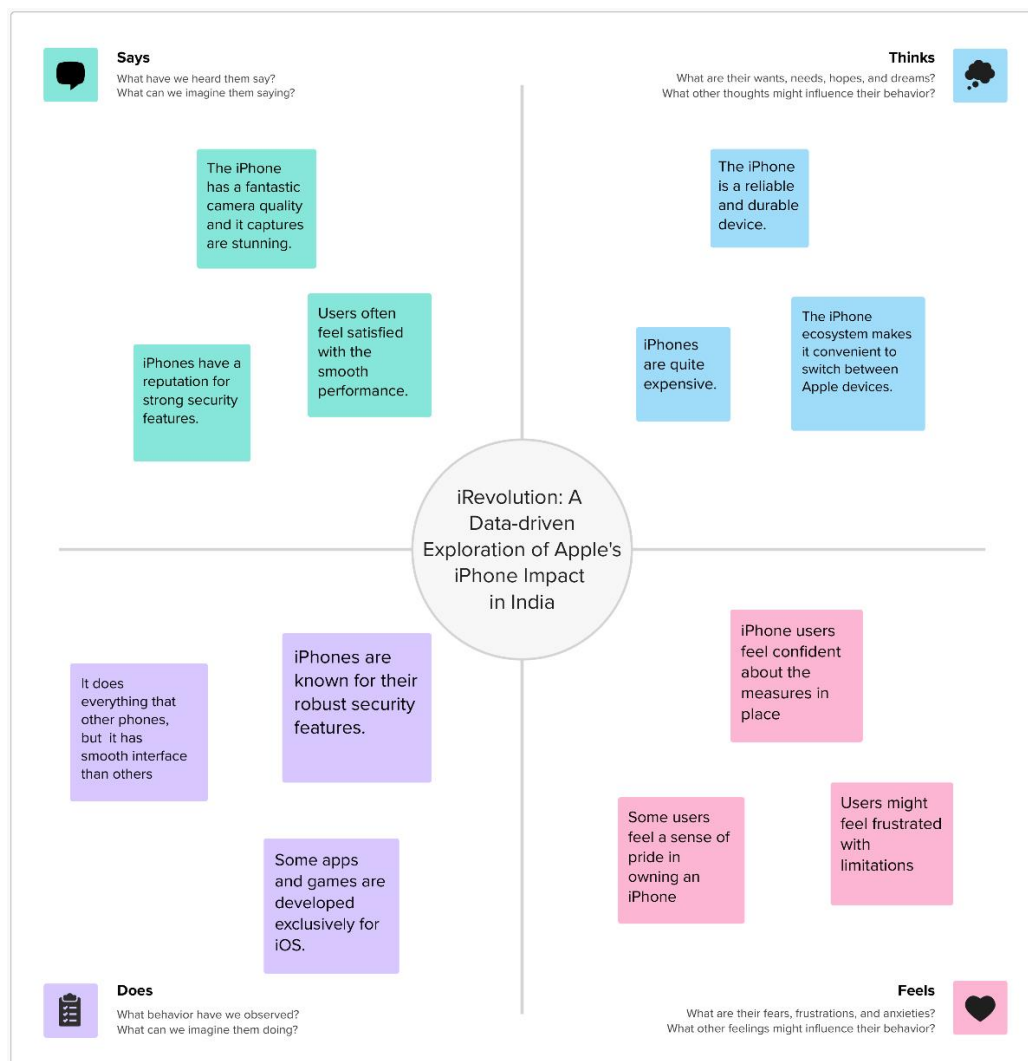 Says
What have we heard them say?
What can we imagine them saying?
Thinks
What are their wants, needs, hopes, and dreams?
What other thoughts might influence their behavior?
The iPhone
has a fantastic
camera quality
and it captures
are stunning.
Users often
feel satisfied
with the
smooth
performance.
iPhones have a
reputation for
strong security
features.
The iPhone
is a reliable
and durable
device.
iPhones
are quite
expensive.
The iPhone
ecosystem makes
it convenient to
switch between
Apple devices.
iRevolution: A
Data-driven
Exploration of Apple's
iPhone Impact
in India
It does
everything that
other phones,
but it has
smooth interface
than others
iPhones are
known for their
robust security
features.
Some apps
and games are
developed
exclusively for
iOS.
iPhone users
feel confident
about the
measures in
place
Some users
feel a sense of
pride in
owning an
iPhone
Users might
feel frustrated
with
limitations
Does
What behavior have we observed?
What can we imagine them doing?
Feels
What are their fears, frustrations, and anxieties?
What other feelings might influence their behavior?